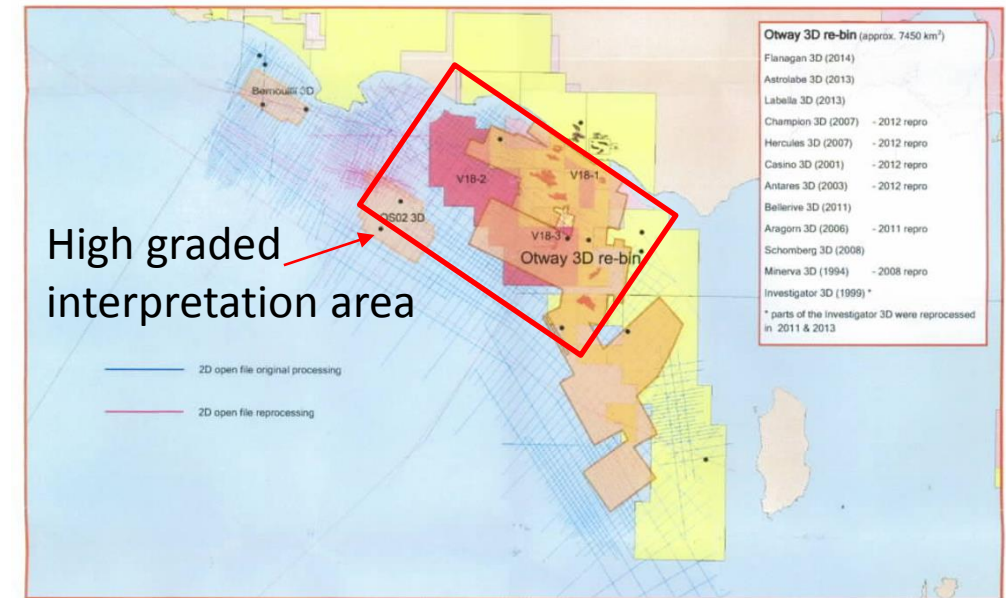 Otway 3D re-bin (approx. 7450 km²)
Flanagan 3D (2014)
Astrolabe 3D (2013)
Labella 3D (2013)
Champion 3D (2007) - 2012 repro
Hercules 3D (2007) - 2012 repro
Casino 3D (2001) - 2012 repro
Antares 3D (2003) - 2012 repro
Bellerive 3D (2011)
Aragorn 3D (2006) - 2011 repro
Schomberg 3D (2008)
Minerva 3D (1994) - 2008 repro
Investigator 3D (1999) *
* parts of the Investigator 3D were reprocessed
in 2011 & 2013
Bernouilli 3D
V18-2
V18-1
OS02 3D
V18-3
Otway 3D re-bin
High graded
interpretation area
2D open file original processing
2D open file reprocessing